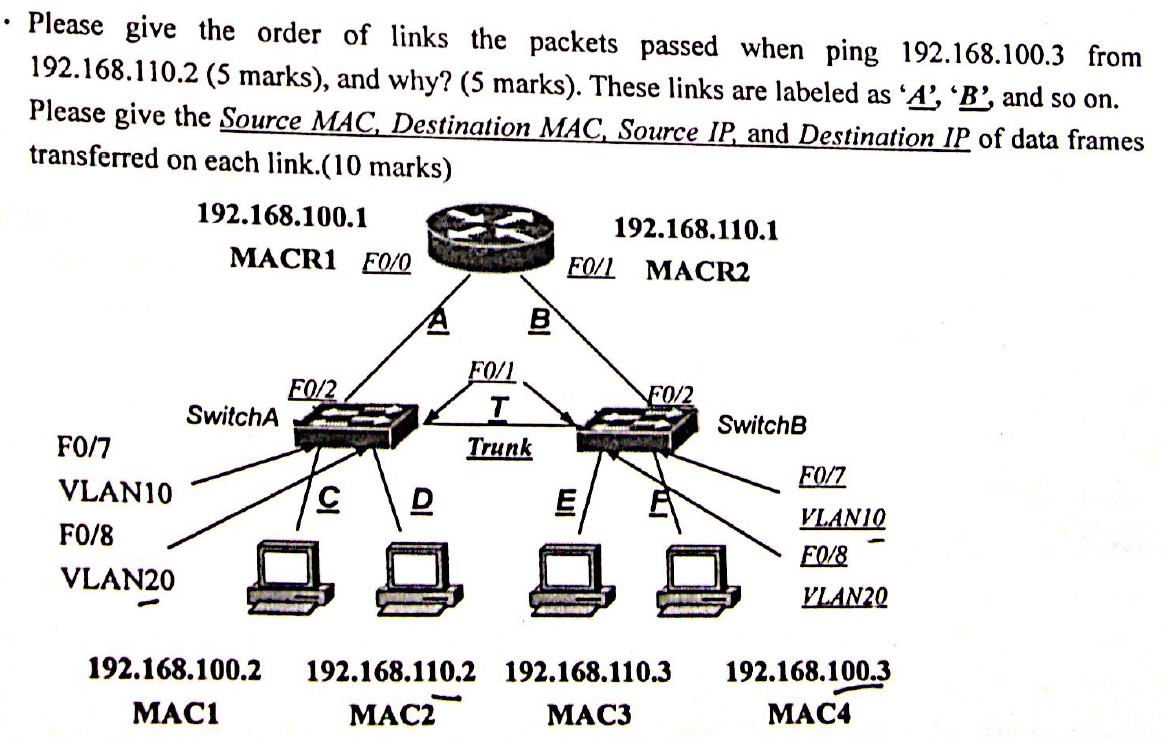 · Please give the order of links the packets passed when ping 192.168.100.3 from
192.168.110.2 (5 marks), and why? (5 marks). These links are labeled as ‘A’, ‘B’, and so on.
Please give the Source MAC, Destination MAC, Source IP, and Destination IP of data frames
transferred on each link.(10 marks)
192.168.100.1
192.168.110.1
MACR1 F0/0
F0/1 MACR2
A
B
F0/1
F0/2
F0/2
T
SwitchA
SwitchB
Trunk
F0/7
VLAN10
F0/8
VLAN20
C
D
E
F
F0/7
VLAN10
F0/8
VLAN20
192.168.100.2 192.168.110.2 192.168.110.3 192.168.100.3
MAC1 MAC2 MAC3 MAC4